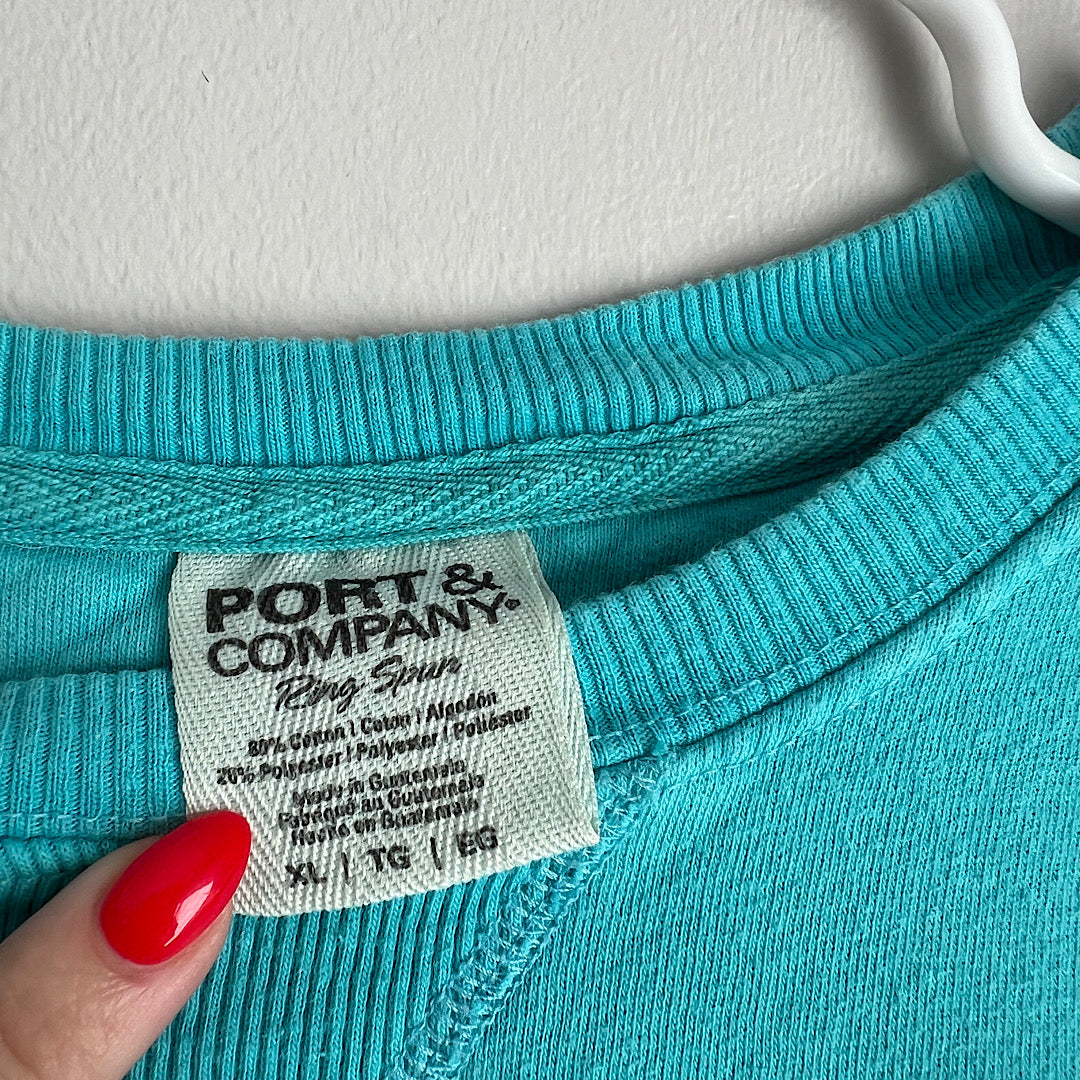 PORT &
COMPANY®
Ring Spun
80% Cotton | Coton | Algodón
20% Polyester | Polyester | Poliéster
Made in Guatemala
Fabriqué au Guatemala
Hecho en Guatemala
XL | TG | EG